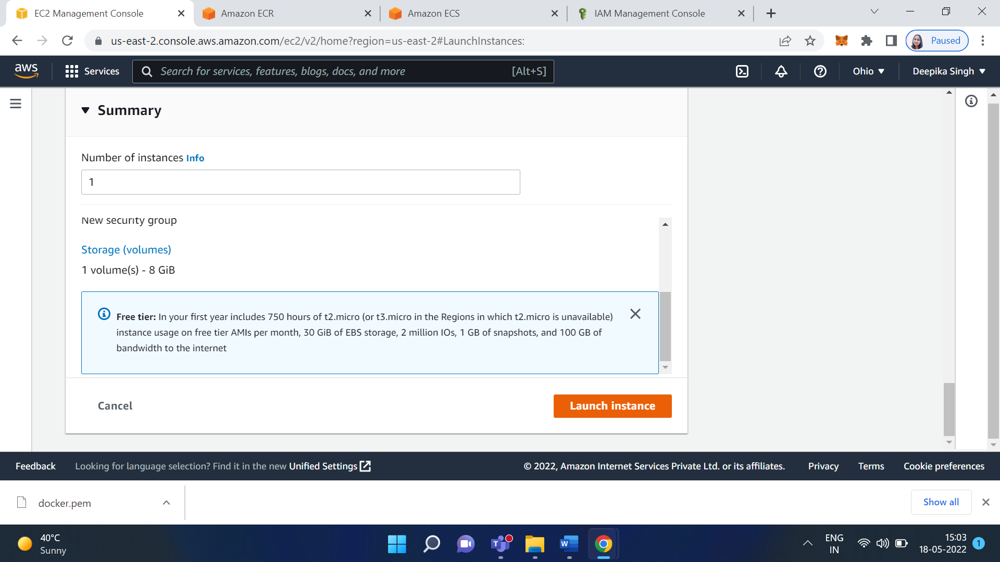 EC2 Management Console
Amazon ECR
Amazon ECS
IAM Management Console
us-east-2.console.aws.amazon.com/ec2/v2/home?region=us-east-2#LaunchInstances:
Paused
aws
Services
Search for services, features, blogs, docs, and more
[Alt+S]
Ohio
Deepika Singh
Summary
Number of instances Info
1
New security group
Storage (volumes)
1 volume(s) - 8 GiB
Free tier: In your first year includes 750 hours of t2.micro (or t3.micro in the Regions in which t2.micro is unavailable)
instance usage on free tier AMIs per month, 30 GiB of EBS storage, 2 million IOs, 1 GB of snapshots, and 100 GB of
bandwidth to the internet
Cancel
Launch instance
Feedback
Looking for language selection? Find it in the new Unified Settings
© 2022, Amazon Internet Services Private Ltd. or its affiliates.
Privacy
Terms
Cookie preferences
docker.pem
Show all
40°C
Sunny
T
W
ENG
IN
15:03
18-05-2022
1